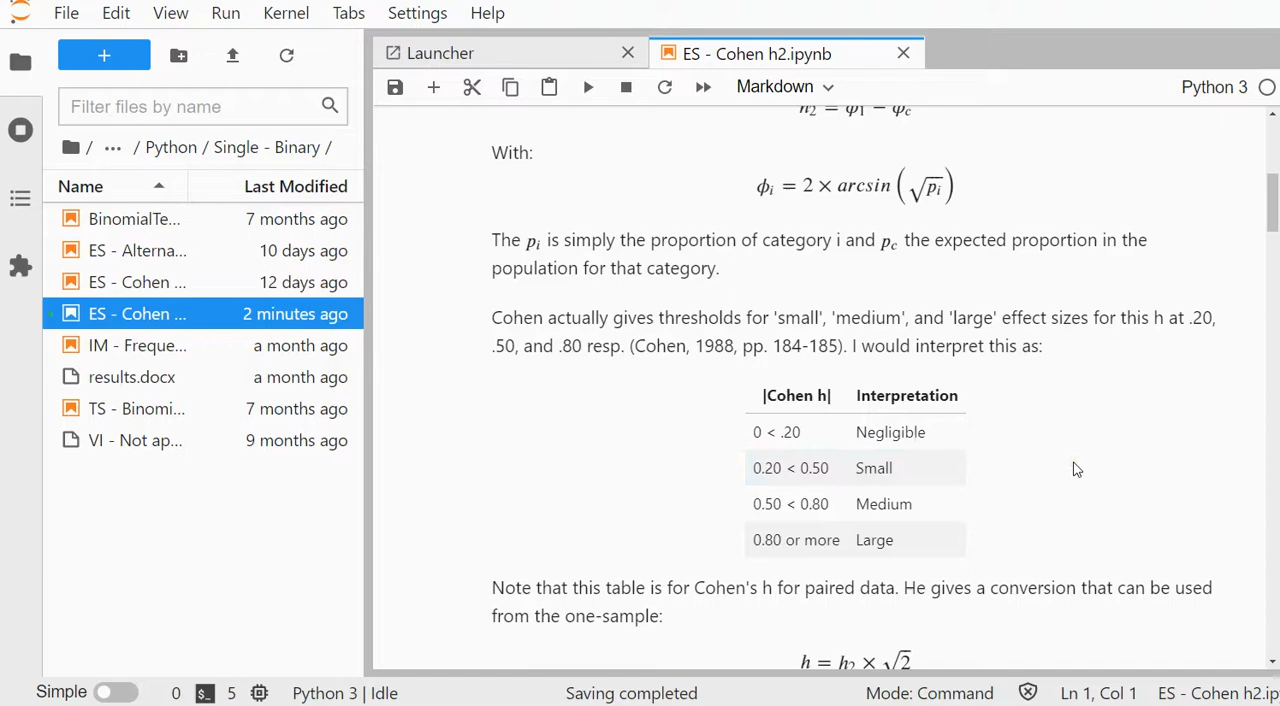 File Edit View Run Kernel Tabs Settings Help
Launcher
ES - Cohen h2.ipynb
Markdown
Python 3
Filter files by name
/ ... / Python / Single - Binary /
Name Last Modified
BinomialTe... 7 months ago
ES - Alterna... 10 days ago
ES - Cohen ... 12 days ago
ES - Cohen ... 2 minutes ago
IM - Freque... a month ago
results.docx a month ago
TS - Binomi... 7 months ago
VI - Not ap... 9 months ago
h₂ = φ₁ − φc
With:
ϕᵢ = 2 × arcsin (√pᵢ)
The pᵢ is simply the proportion of category i and pc the expected proportion in the
population for that category.
Cohen actually gives thresholds for 'small', 'medium', and 'large' effect sizes for this h at .20,
.50, and .80 resp. (Cohen, 1988, pp. 184-185). I would interpret this as:
|Cohen h| Interpretation
0 < .20 Negligible
0.20 < 0.50 Small
0.50 < 0.80 Medium
0.80 or more Large
Note that this table is for Cohen's h for paired data. He gives a conversion that can be used
from the one-sample:
h = h₂ × √2
Simple 0 5 Python 3 | Idle Saving completed Mode: Command Ln 1, Col 1 ES - Cohen h2.ip